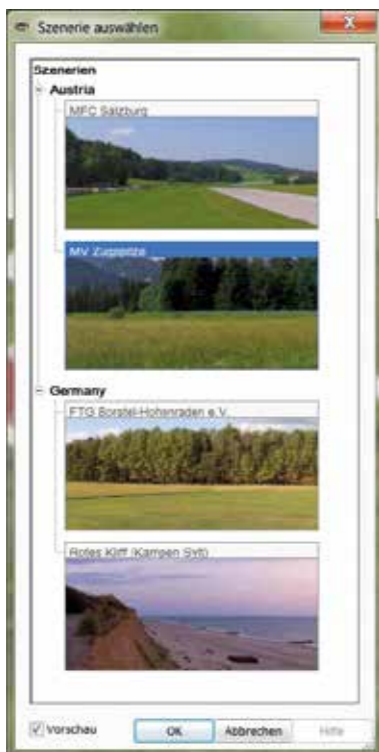 Szenerie auswählen
Szenerien
Austria
MFC Salzburg
MV Zugspitze
Germany
FTG Borstel-Hohenraden e.V.
Rotes Kliff (Kampen Sylt)
Vorschau
OK
Abbrechen
Hilfe